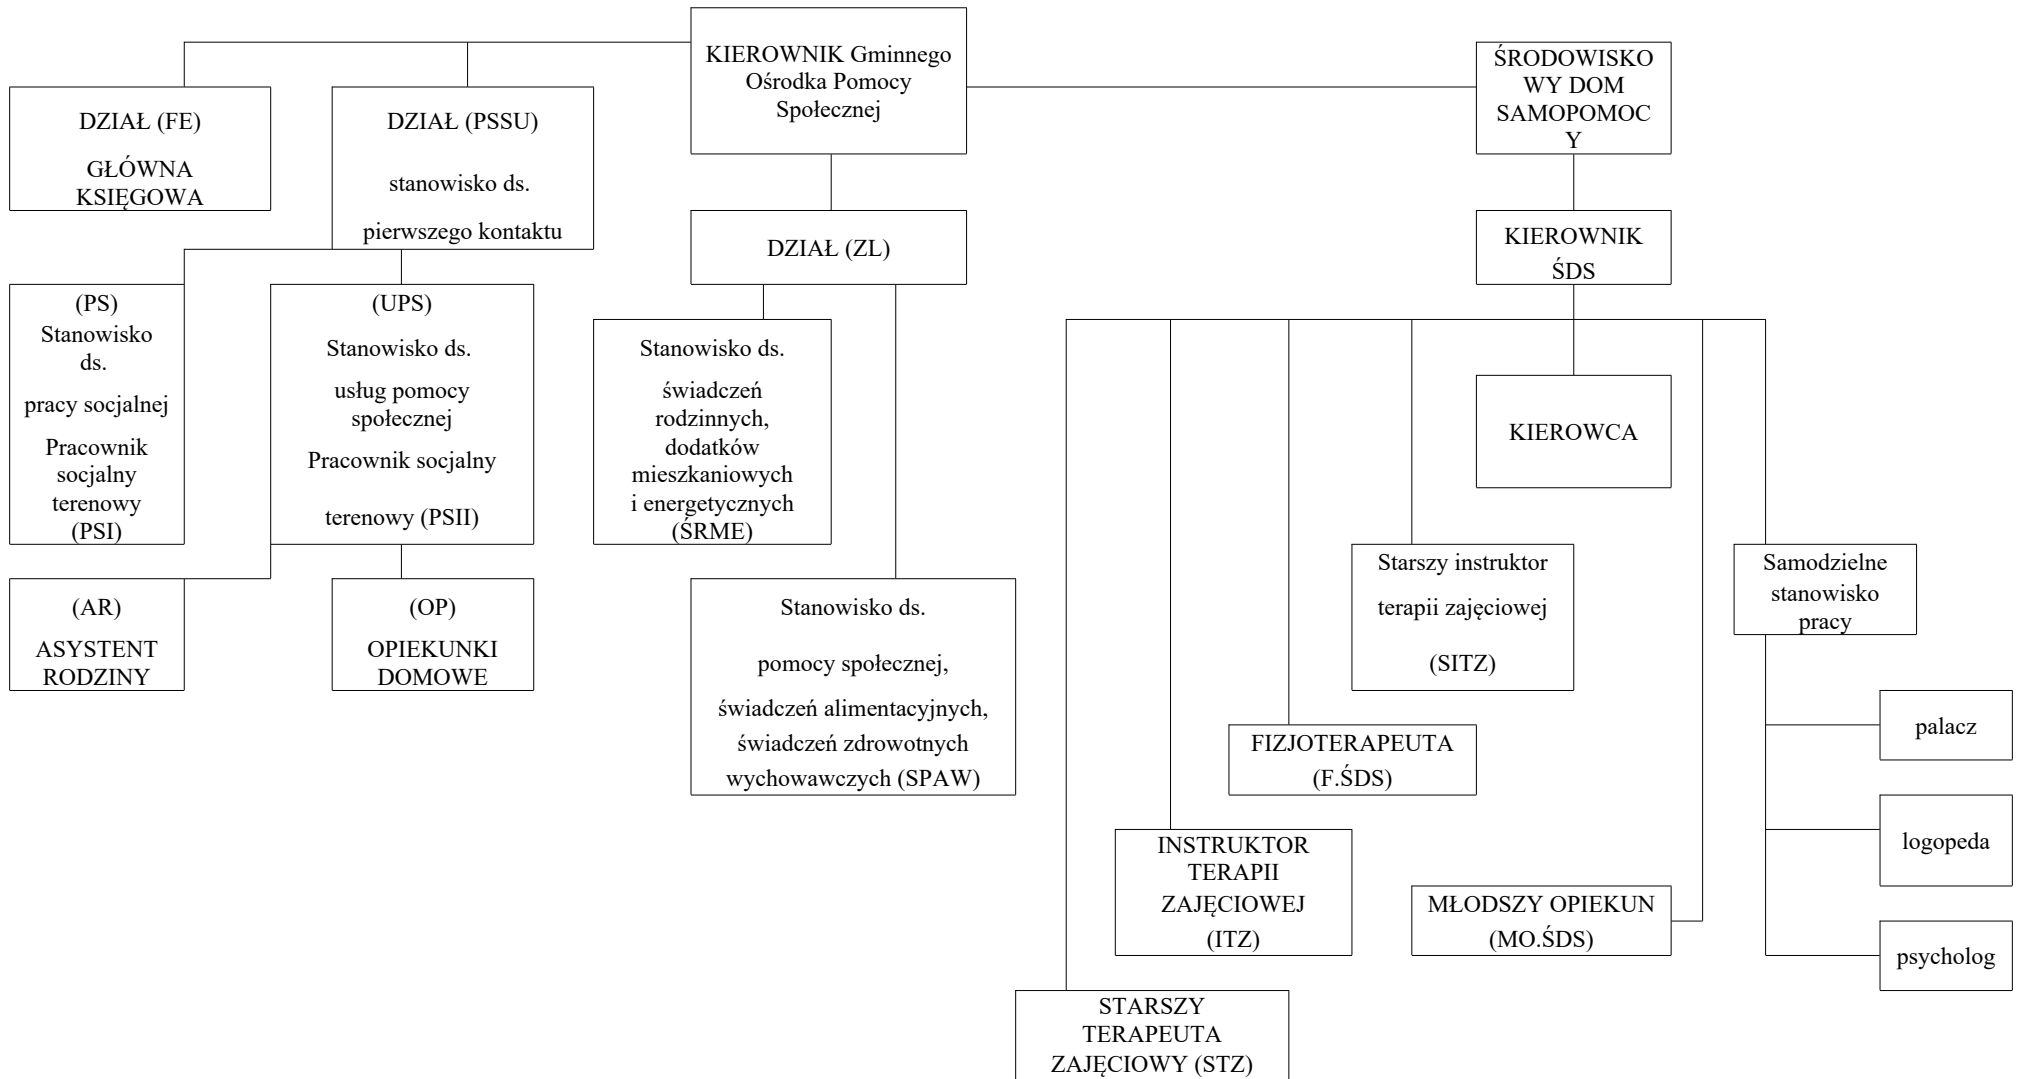 KIEROWNIK Gminnego
Ośrodka Pomocy
Społecznej
ŚRODOWISKO
WY DOM
SAMOPOMOC
Y
DZIAŁ (FE)
GŁÓWNA
KSIĘGOWA
DZIAŁ (PSSU)
stanowisko ds.
pierwszego kontaktu
DZIAŁ (ZL)
KIEROWNIK
ŚDS
(PS)
Stanowisko
ds.
pracy socjalnej
Pracownik
socjalny
terenowy
(PSI)
(UPS)
Stanowisko ds.
usług pomocy
społecznej
Pracownik socjalny
terenowy (PSII)
Stanowisko ds.
świadczeń
rodzinnych,
dodatków
mieszkaniowych
i energetycznych
(ŚRME)
KIEROWCA
(AR)
ASYSTENT
RODZINY
(OP)
OPIEKUNKI
DOMOWE
Stanowisko ds.
pomocy społecznej,
świadczeń alimentacyjnych,
świadczeń zdrowotnych
wychowawczych (SPAW)
Starszy instruktor
terapii zajęciowej
(SITZ)
Samodzielne
stanowisko
pracy
palacz
FIZJOTERAPEUTA
(F.ŚDS)
logopeda
INSTRUKTOR
TERAPII
ZAJĘCIOWEJ
(ITZ)
MŁODSZY OPIEKUN
(MO.ŚDS)
psycholog
STARSZY
TERAPEUTA
ZAJĘCIOWY (STZ)